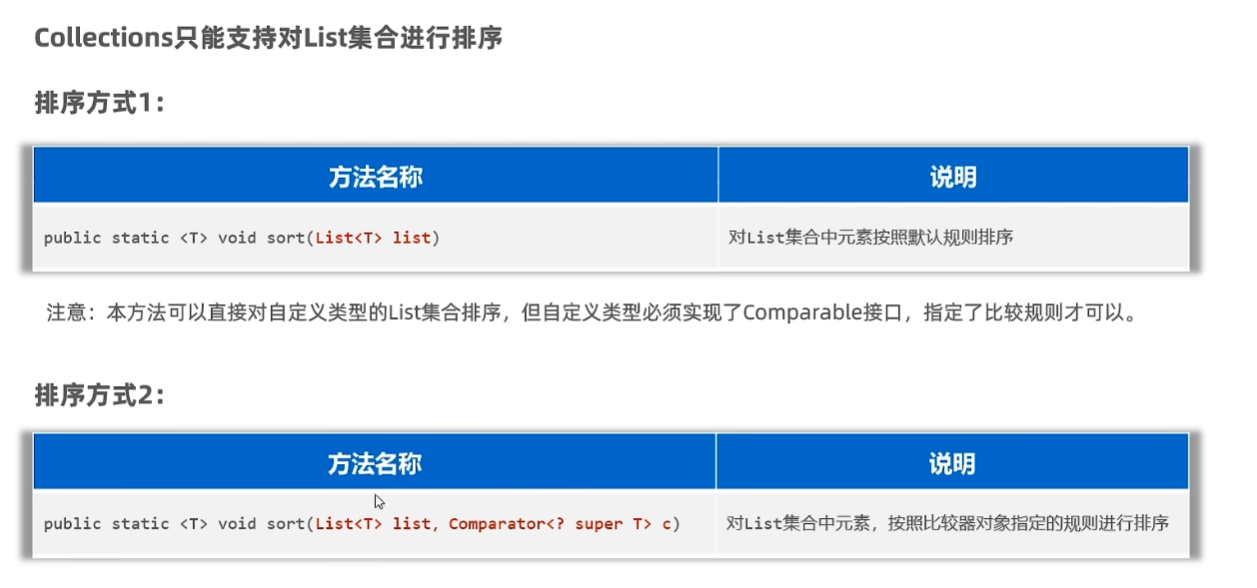 Collections只能支持对List集合进行排序
排序方式1：
方法名称 说明
public static <T> void sort(List<T> list) 对List集合中元素按照默认规则排序
注意：本方法可以直接对自定义类型的List集合排序，但自定义类型必须实现了Comparable接口，指定了比较规则才可以。
排序方式2：
方法名称 说明
public static <T> void sort(List<T> list, Comparator<? super T> c) 对List集合中元素，按照比较器对象指定的规则进行排序